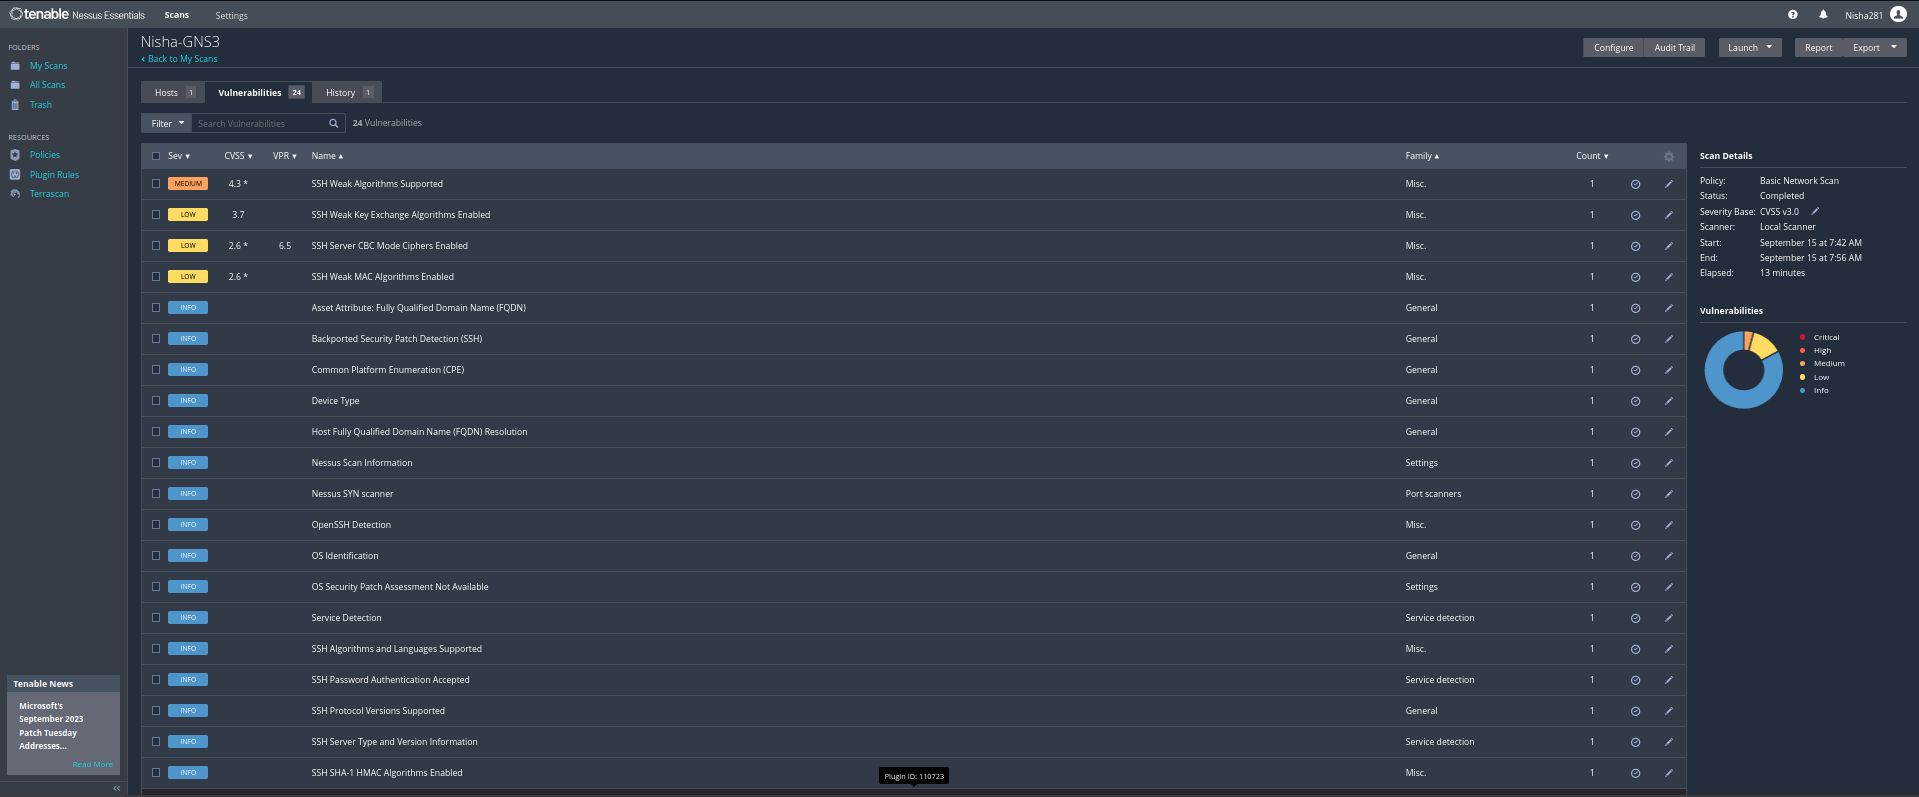 tenable Nessus Essentials Scans Settings Nisha281
FOLDERS
My Scans
All Scans
Trash
RESOURCES
Policies
Plugin Rules
Terrascan
Tenable News
Microsoft's
September 2023
Patch Tuesday
Addresses...
Read More
Nisha-GNS3
Back to My Scans
Configure Audit Trail Launch Report Export
Hosts 1 Vulnerabilities 24 History 1
Filter Search Vulnerabilities 24 Vulnerabilities
Sev CVSS VPR Name Family Count
MEDIUM 4.3 * SSH Weak Algorithms Supported Misc. 1
LOW 3.7 SSH Weak Key Exchange Algorithms Enabled Misc. 1
LOW 2.6 * 6.5 SSH Server CBC Mode Ciphers Enabled Misc. 1
LOW 2.6 * SSH Weak MAC Algorithms Enabled Misc. 1
INFO Asset Attribute: Fully Qualified Domain Name (FQDN) General 1
INFO Backported Security Patch Detection (SSH) General 1
INFO Common Platform Enumeration (CPE) General 1
INFO Device Type General 1
INFO Host Fully Qualified Domain Name (FQDN) Resolution General 1
INFO Nessus Scan Information Settings 1
INFO Nessus SYN scanner Port scanners 1
INFO OpenSSH Detection Misc. 1
INFO OS Identification General 1
INFO OS Security Patch Assessment Not Available Settings 1
INFO Service Detection Service detection 1
INFO SSH Algorithms and Languages Supported Misc. 1
INFO SSH Password Authentication Accepted Service detection 1
INFO SSH Protocol Versions Supported General 1
INFO SSH Server Type and Version Information Service detection 1
INFO SSH SHA-1 HMAC Algorithms Enabled Misc. 1
Plugin ID: 110723
Scan Details
Policy: Basic Network Scan
Status: Completed
Severity Base: CVSS v3.0
Scanner: Local Scanner
Start: September 15 at 7:42 AM
End: September 15 at 7:56 AM
Elapsed: 13 minutes
Vulnerabilities
Critical
High
Medium
Low
Info